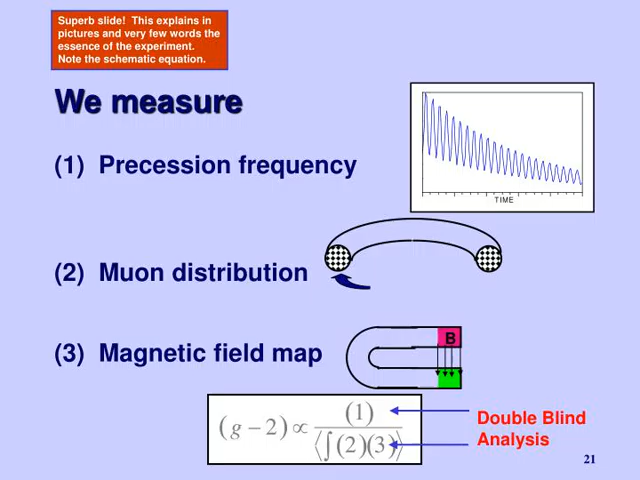 Superb slide! This explains in
pictures and very few words the
essence of the experiment.
Note the schematic equation.
We measure
(1) Precession frequency
TIME
(2) Muon distribution
(3) Magnetic field map
B
(g − 2) ∝ (1) / ⟨∫(2)(3)⟩
Double Blind
Analysis
21